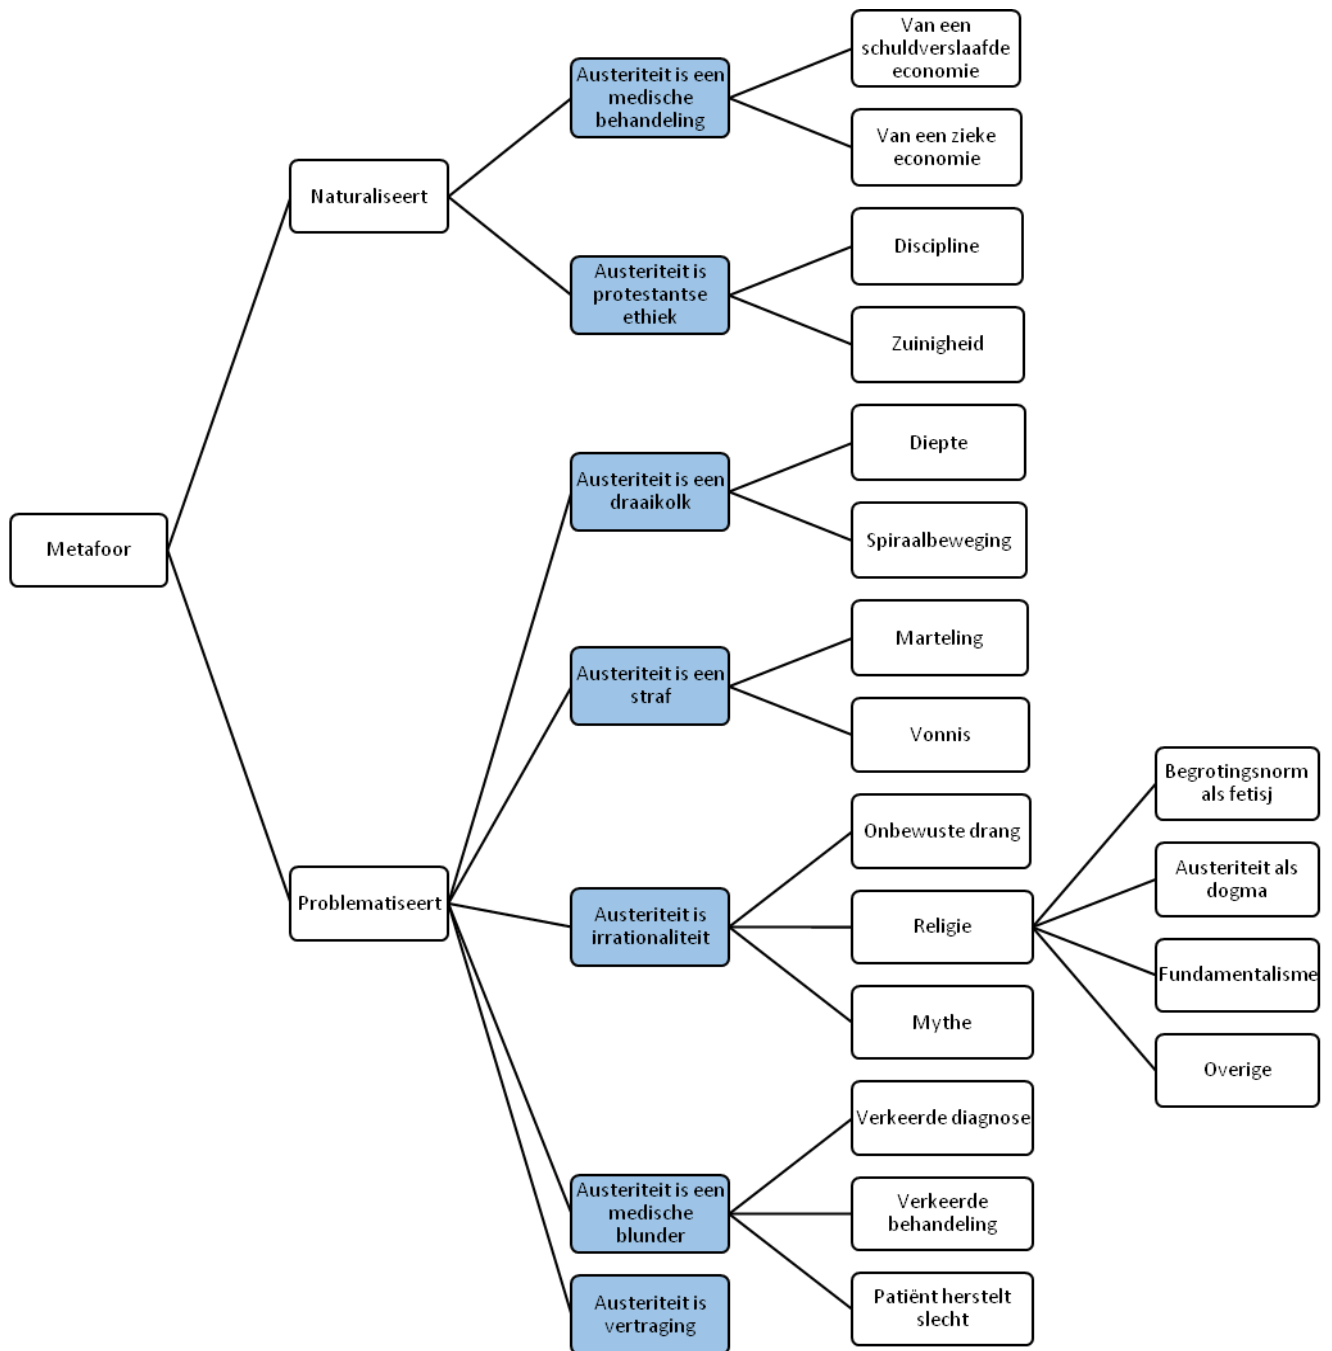 Metafoor
Naturaliseert
Austeriteit is een
medische
behandeling
Van een
schuldverslaafde
economie
Van een zieke
economie
Austeriteit is
protestantse
ethiek
Discipline
Zuinigheid
Problematiseert
Austeriteit is een
draaikolk
Diepte
Spiraalbeweging
Austeriteit is een
straf
Marteling
Vonnis
Austeriteit is
irrationaliteit
Onbewuste drang
Religie
Begrotingsnorm
als fetisj
Austeriteit als
dogma
Fundamentalisme
Overige
Mythe
Austeriteit is een
medische
blunder
Verkeerde diagnose
Verkeerde
behandeling
Patiënt herstelt
slecht
Austeriteit is
vertraging